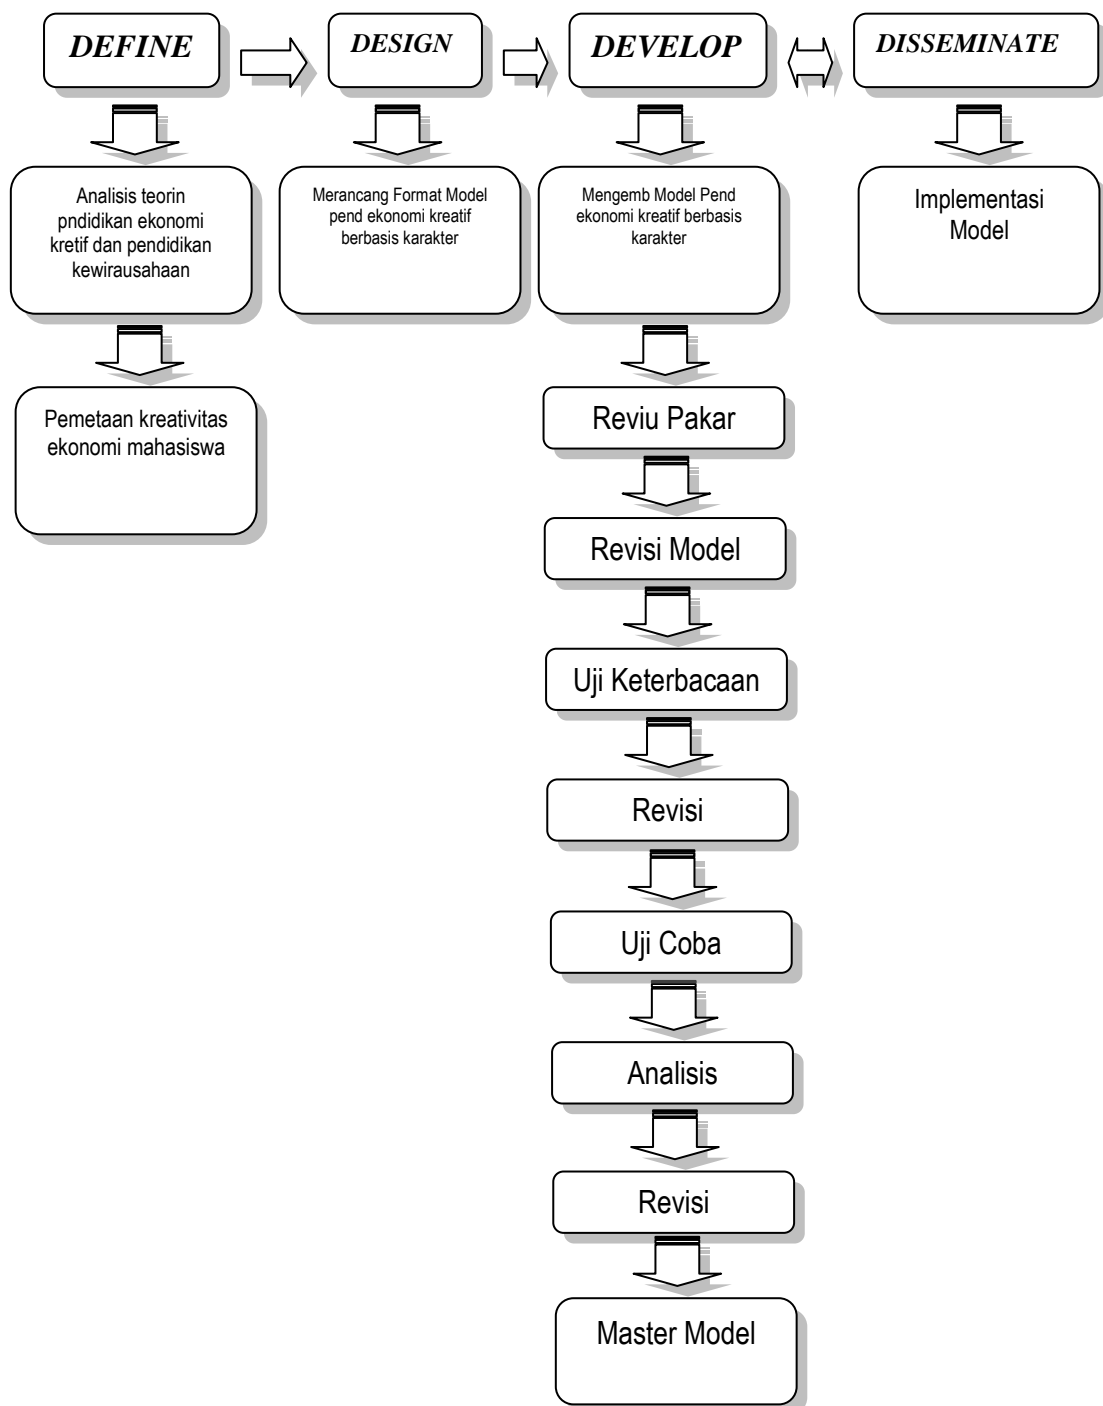 DEFINE
DESIGN
DEVELOP
DISSEMINATE
Analisis teorin
pndidikan ekonomi
kretif dan pendidikan
kewirausahaan
Merancang Format Model
pend ekonomi kreatif
berbasis karakter
Mengemb Model Pend
ekonomi kreatif berbasis
karakter
Implementasi
Model
Pemetaan kreativitas
ekonomi mahasiswa
Reviu Pakar
Revisi Model
Uji Keterbacaan
Revisi
Uji Coba
Analisis
Revisi
Master Model